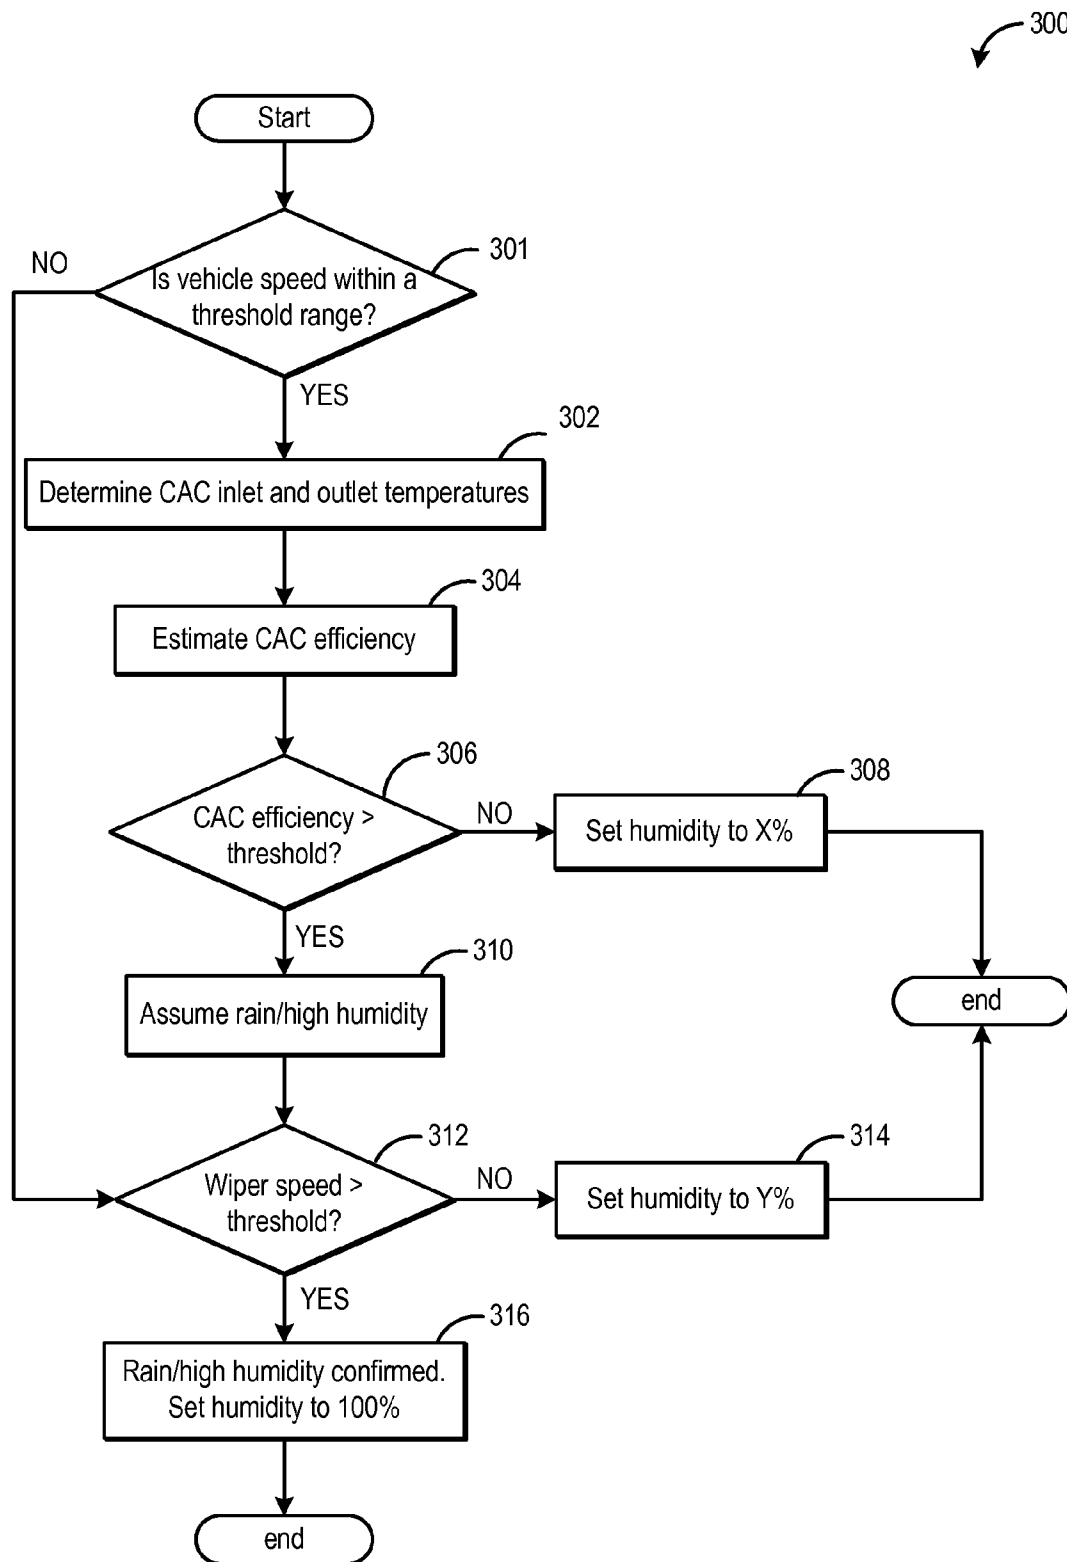 300
Start
301
NO
Is vehicle speed within a
threshold range?
YES
302
Determine CAC inlet and outlet temperatures
304
Estimate CAC efficiency
306
308
CAC efficiency >
threshold?
NO
Set humidity to X%
YES
310
Assume rain/high humidity
end
312
314
Wiper speed >
threshold?
NO
Set humidity to Y%
YES
316
Rain/high humidity confirmed.
Set humidity to 100%
end